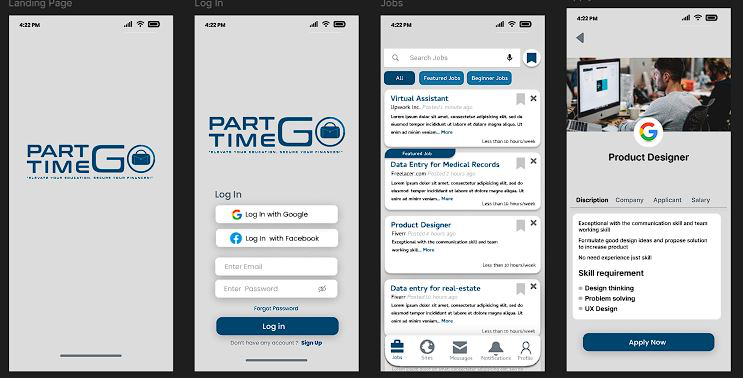 Landing Page
4:22 PM
PART
TIME GO
"ELEVATE YOUR EDUCATION, SECURE YOUR FINANCES!"
Log In
4:22 PM
PART
TIME GO
"ELEVATE YOUR EDUCATION, SECURE YOUR FINANCES!"
Log In
Log In with Google
Log In with Facebook
Enter Email
Enter Password
Forgot Password
Log in
Don't have any account ? Sign Up
Jobs
4:22 PM
Search Jobs
All
Featured Jobs
Beginner Jobs
Virtual Assistant
Upwork Inc. Posted 1 minute ago
Lorem ipsum dolor sit amet, consectetur adipiscing elit, sed do
eiusmod tempor incididunt ut labore et dolore magna aliqua. Ut
enim ad minim veniam... More
Less than 10 hours/week
Featured Job
Data Entry for Medical Records
Freelacer.com Posted 2 hours ago
Lorem ipsum dolor sit amet, consectetur adipiscing elit, sed do
eiusmod tempor incididunt ut labore et dolore magna aliqua. Ut
enim ad minim veniam... More
Less than 10 hours/week
Product Designer
Fiverr Posted 4 hours ago
Exceptional with the communication skill and team
working skill... More
Less than 10 hours/week
Data entry for real-estate
Fiverr Posted 10 hours ago
Lorem ipsum dolor sit amet, consectetur adipiscing elit, sed do
eiusmod tempor incididunt ut labore et dolore magna aliqua. Ut
enim ad minim veniam... More
Less than 10 hours/week
Jobs
Sites
Messages
Notifications
Profile
4:22 PM
Product Designer
Discription
Company
Applicant
Salary
Exceptional with the communication skill and team
working skill
Formulate good design ideas and propose solution
to increase product
No need experience just skill
Skill requirement
Design thinking
Problem solving
UX Design
Apply Now